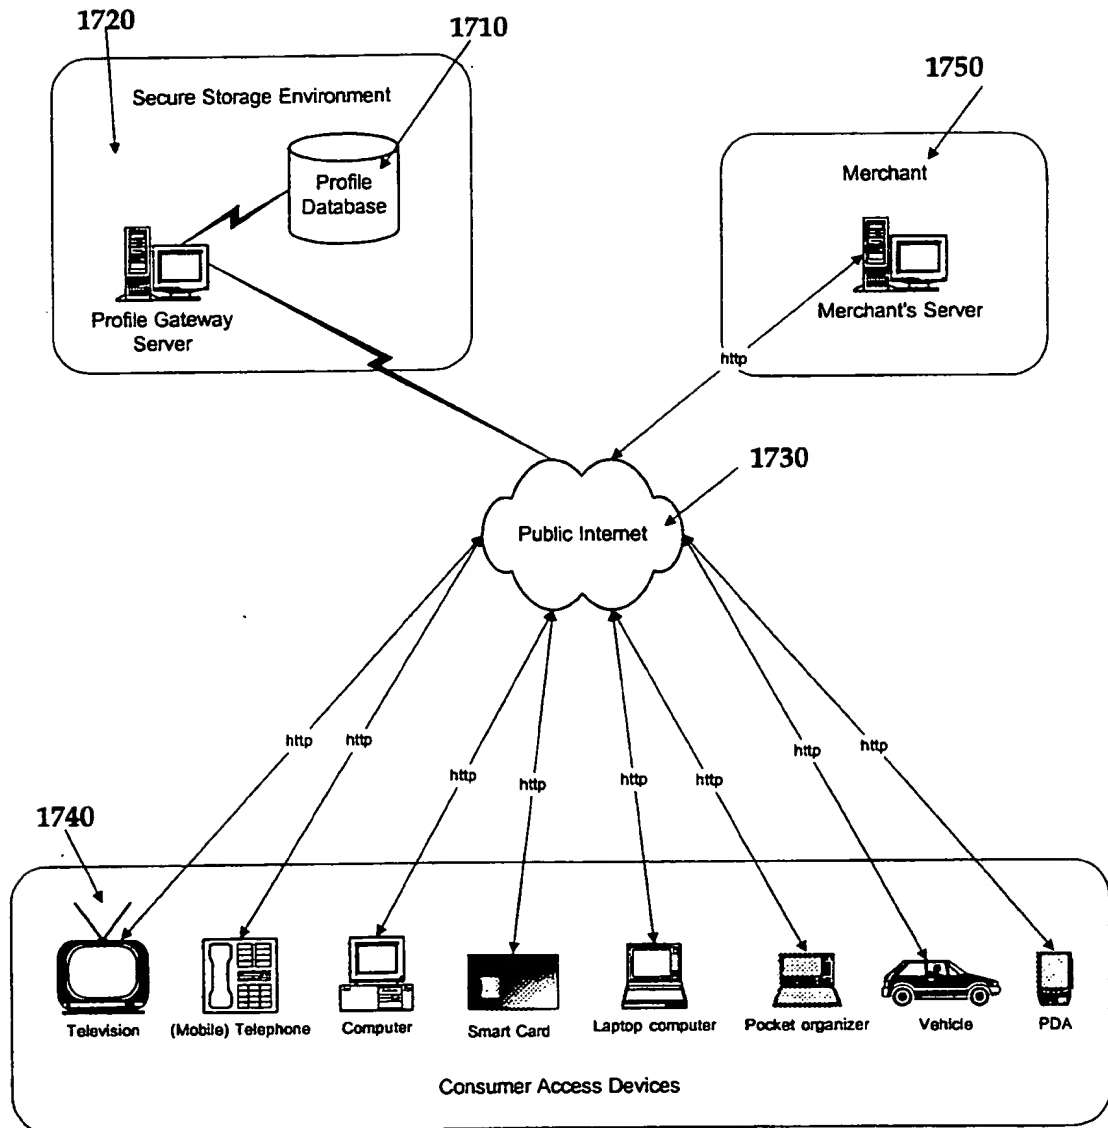 1720
1710
1750
Secure Storage Environment
Profile
Database
Profile Gateway
Server
Merchant
Merchant's Server
http
1730
Public Internet
http
http
http
http
http
http
http
http
1740
Television
(Mobile) Telephone
Computer
Smart Card
Laptop computer
Pocket organizer
Vehicle
PDA
Consumer Access Devices